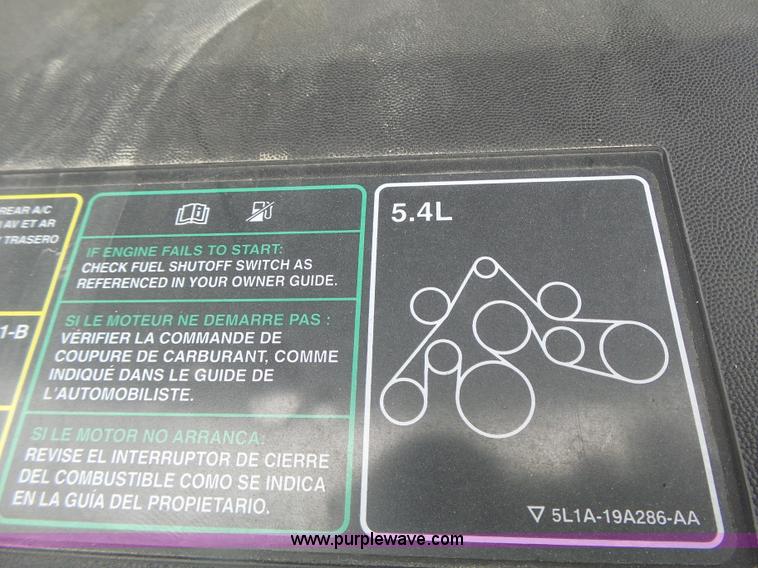 REAR A/C
AV ET AR
TRASERO
1-B
IF ENGINE FAILS TO START:
CHECK FUEL SHUTOFF SWITCH AS
REFERENCED IN YOUR OWNER GUIDE.
SI LE MOTEUR NE DEMARRE PAS :
VÉRIFIER LA COMMANDE DE
COUPURE DE CARBURANT, COMME
INDIQUÉ DANS LE GUIDE DE
L'AUTOMOBILISTE.
SI LE MOTOR NO ARRANCA:
REVISE EL INTERRUPTOR DE CIERRE
DEL COMBUSTIBLE COMO SE INDICA
EN LA GUÍA DEL PROPIETARIO.
5.4L
5L1A-19A286-AA
www.purplewave.com